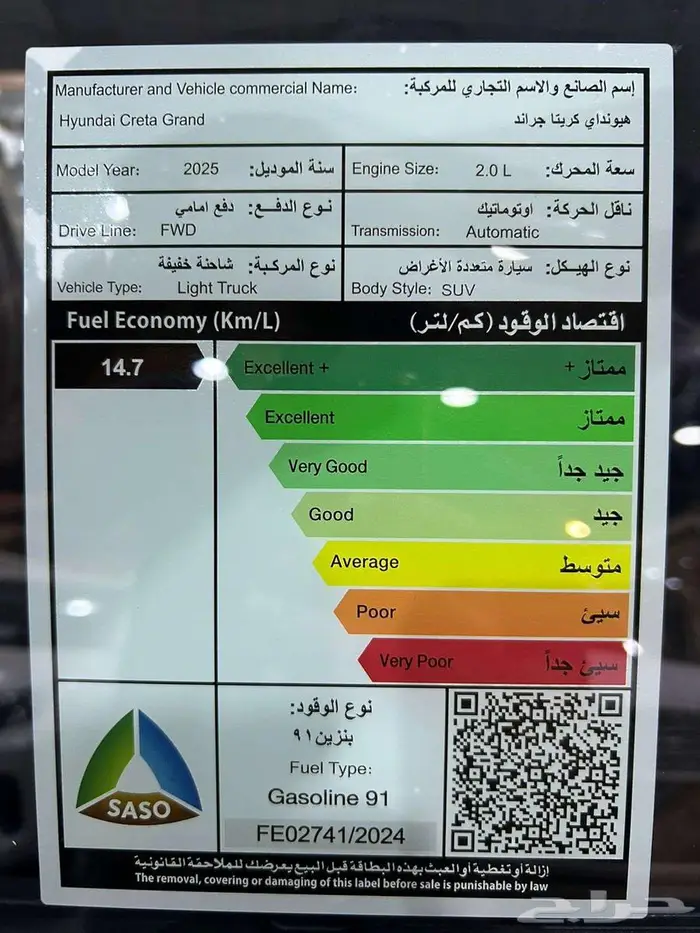 Manufacturer and Vehicle commercial Name: إسم الصانع والاسم التجاري للمركبة:
Hyundai Creta Grand هيونداي كريتا جراند
Model Year: 2025 سنة الموديل:
Engine Size: 2.0 L سعة المحرك:
نوع الدفع: دفع امامي
Drive Line: FWD
ناقل الحركة: اوتوماتيك
Transmission: Automatic
نوع المركبة: شاحنة خفيفة
Vehicle Type: Light Truck
نوع الهيكل: سيارة متعددة الأغراض
Body Style: SUV
Fuel Economy (Km/L) اقتصاد الوقود (كم/لتر)
14.7
Excellent + ممتاز +
Excellent ممتاز
Very Good جيد جداً
Good جيد
Average متوسط
Poor سيئ
Very Poor سيئ جداً
SASO
نوع الوقود:
بنزين ٩١
Fuel Type:
Gasoline 91
FE02741/2024
إزالة أو تغطية أو العبث بهذه البطاقة قبل البيع يعرضك للملاحقة القانونية
The removal, covering or damaging of this label before sale is punishable by law
حراج